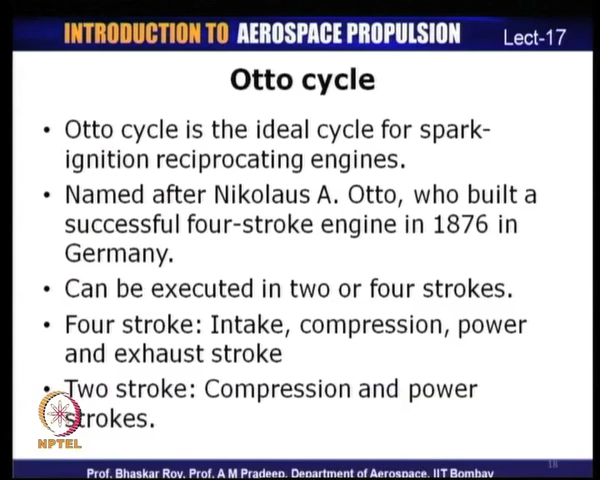 INTRODUCTION TO AEROSPACE PROPULSION
Lect-17
Otto cycle
• Otto cycle is the ideal cycle for spark-
ignition reciprocating engines.
• Named after Nikolaus A. Otto, who built a
successful four-stroke engine in 1876 in
Germany.
• Can be executed in two or four strokes.
• Four stroke: Intake, compression, power
and exhaust stroke
• Two stroke: Compression and power
strokes.
NPTEL
18
Prof. Bhaskar Roy, Prof. A M Pradeep, Department of Aerospace, IIT Bombay